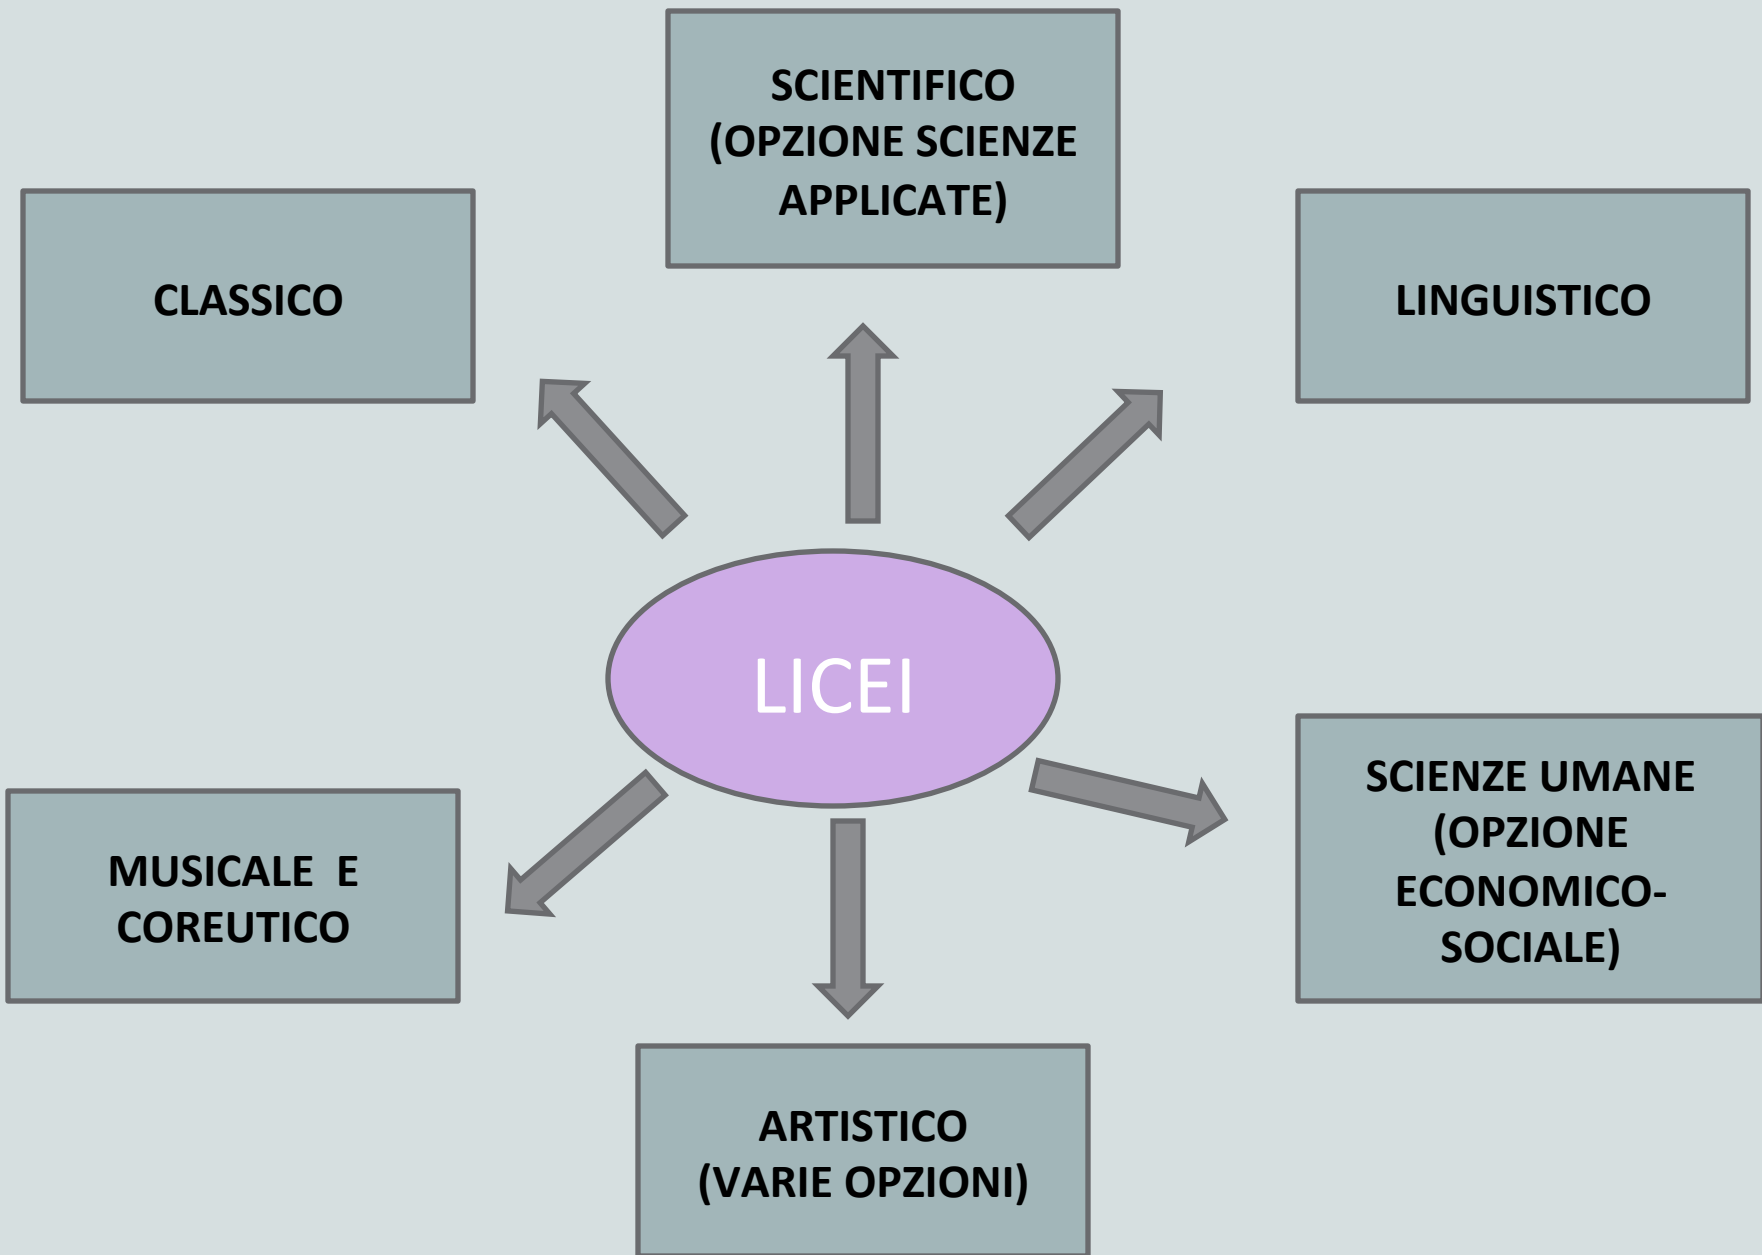 SCIENTIFICO
(OPZIONE SCIENZE
APPLICATE)
CLASSICO
LINGUISTICO
LICEI
SCIENZE UMANE
(OPZIONE
ECONOMICO-
SOCIALE)
MUSICALE E
COREUTICO
ARTISTICO
(VARIE OPZIONI)